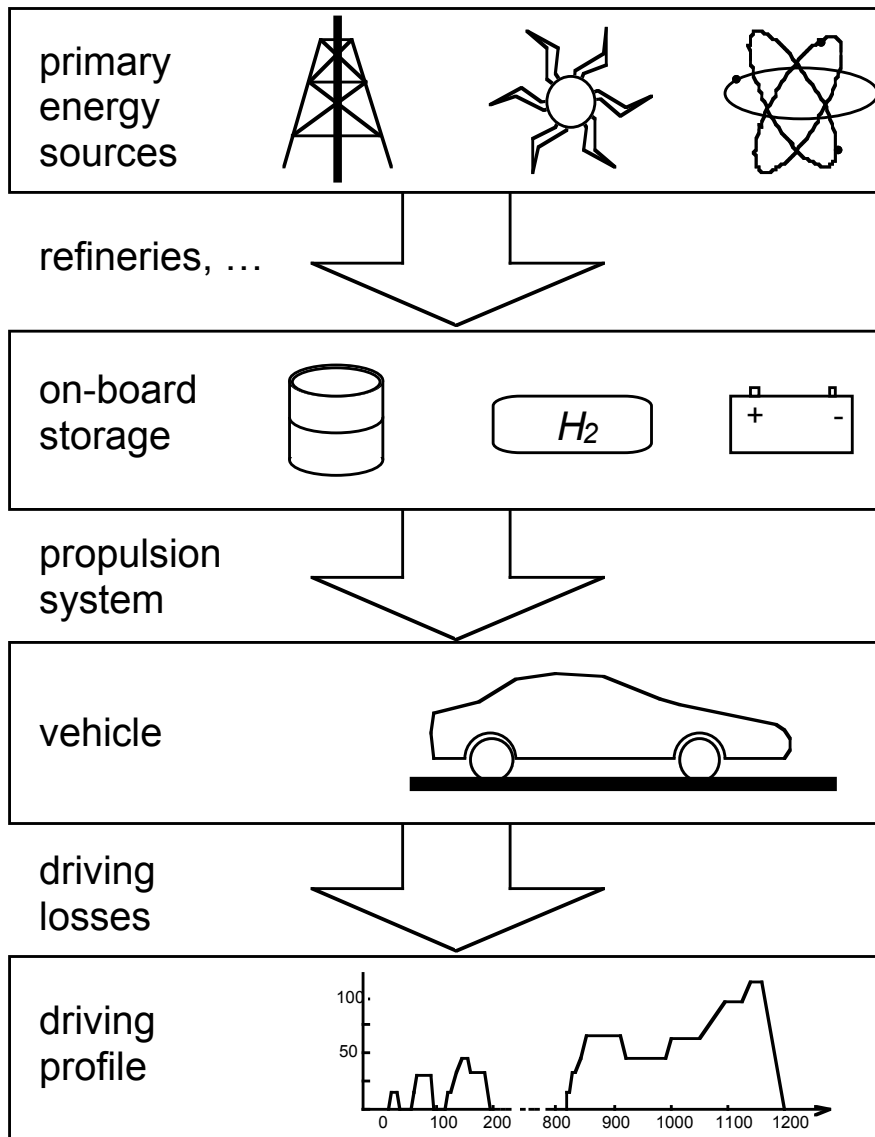 primary
energy
sources
refineries, …
on-board
storage
H2
+ -
propulsion
system
vehicle
driving
losses
driving
profile
100
50
0 100 200 800 900 1000 1100 1200